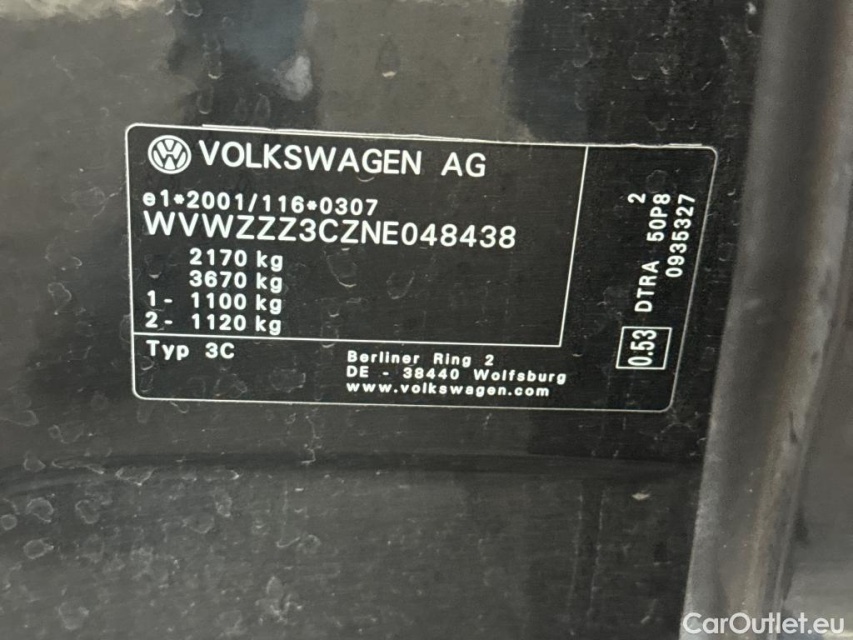 VOLKSWAGEN AG
e1*2001/116*0307
WVWZZZ3CZNE048438
2170 kg
3670 kg
1- 1100 kg
2- 1120 kg
Typ 3C
Berliner Ring 2
DE - 38440 Wolfsburg
www.volkswagen.com
2
DTRA 50P8
0935327
0.53
CarOutlet.eu